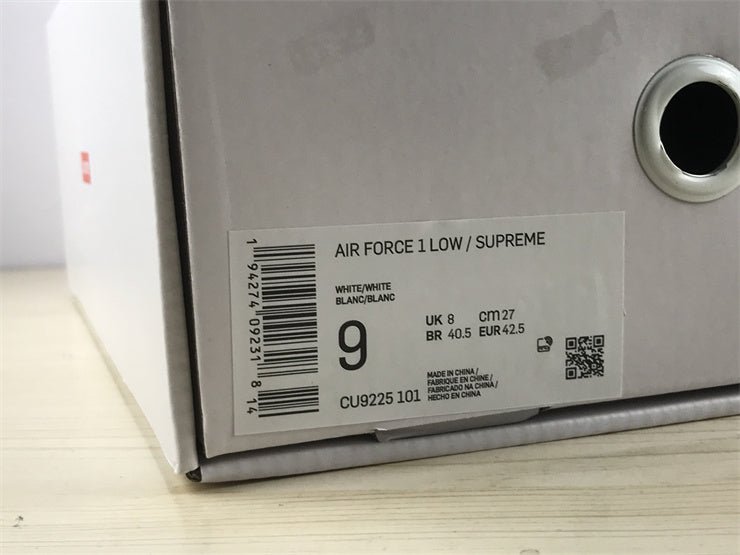 AIR FORCE 1 LOW / SUPREME
WHITE/WHITE
BLANC/BLANC
9
UK 8 cm 27
BR 40.5 EUR 42.5
CU9225 101
MADE IN CHINA /
FABRIQUE EN CHINE /
FABRICADO NA CHINA /
HECHO EN CHINA
1 94274 09231 8 14